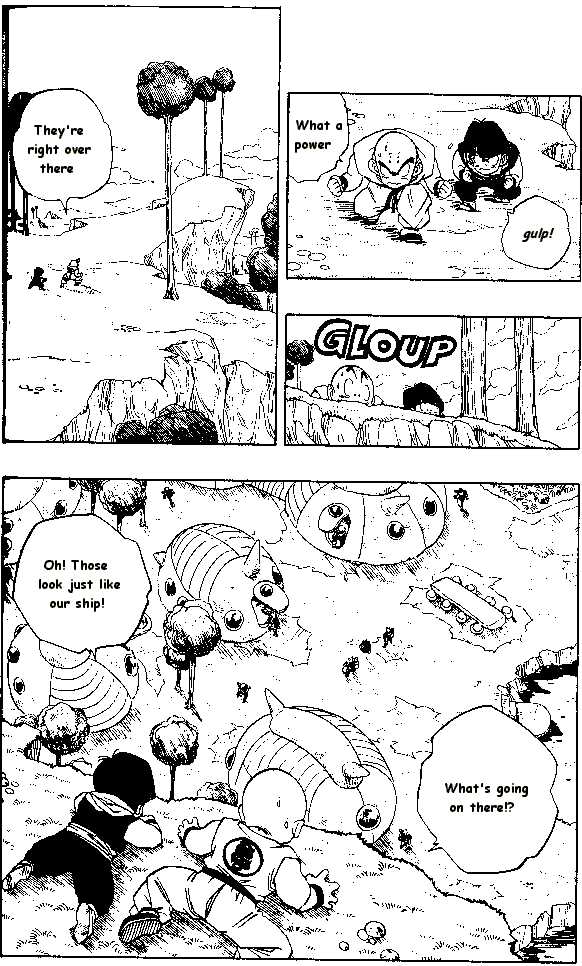 They're
right over
there
What a
power
gulp!
GLOUP
Oh! Those
look just like
our ship!
What's going
on there!?